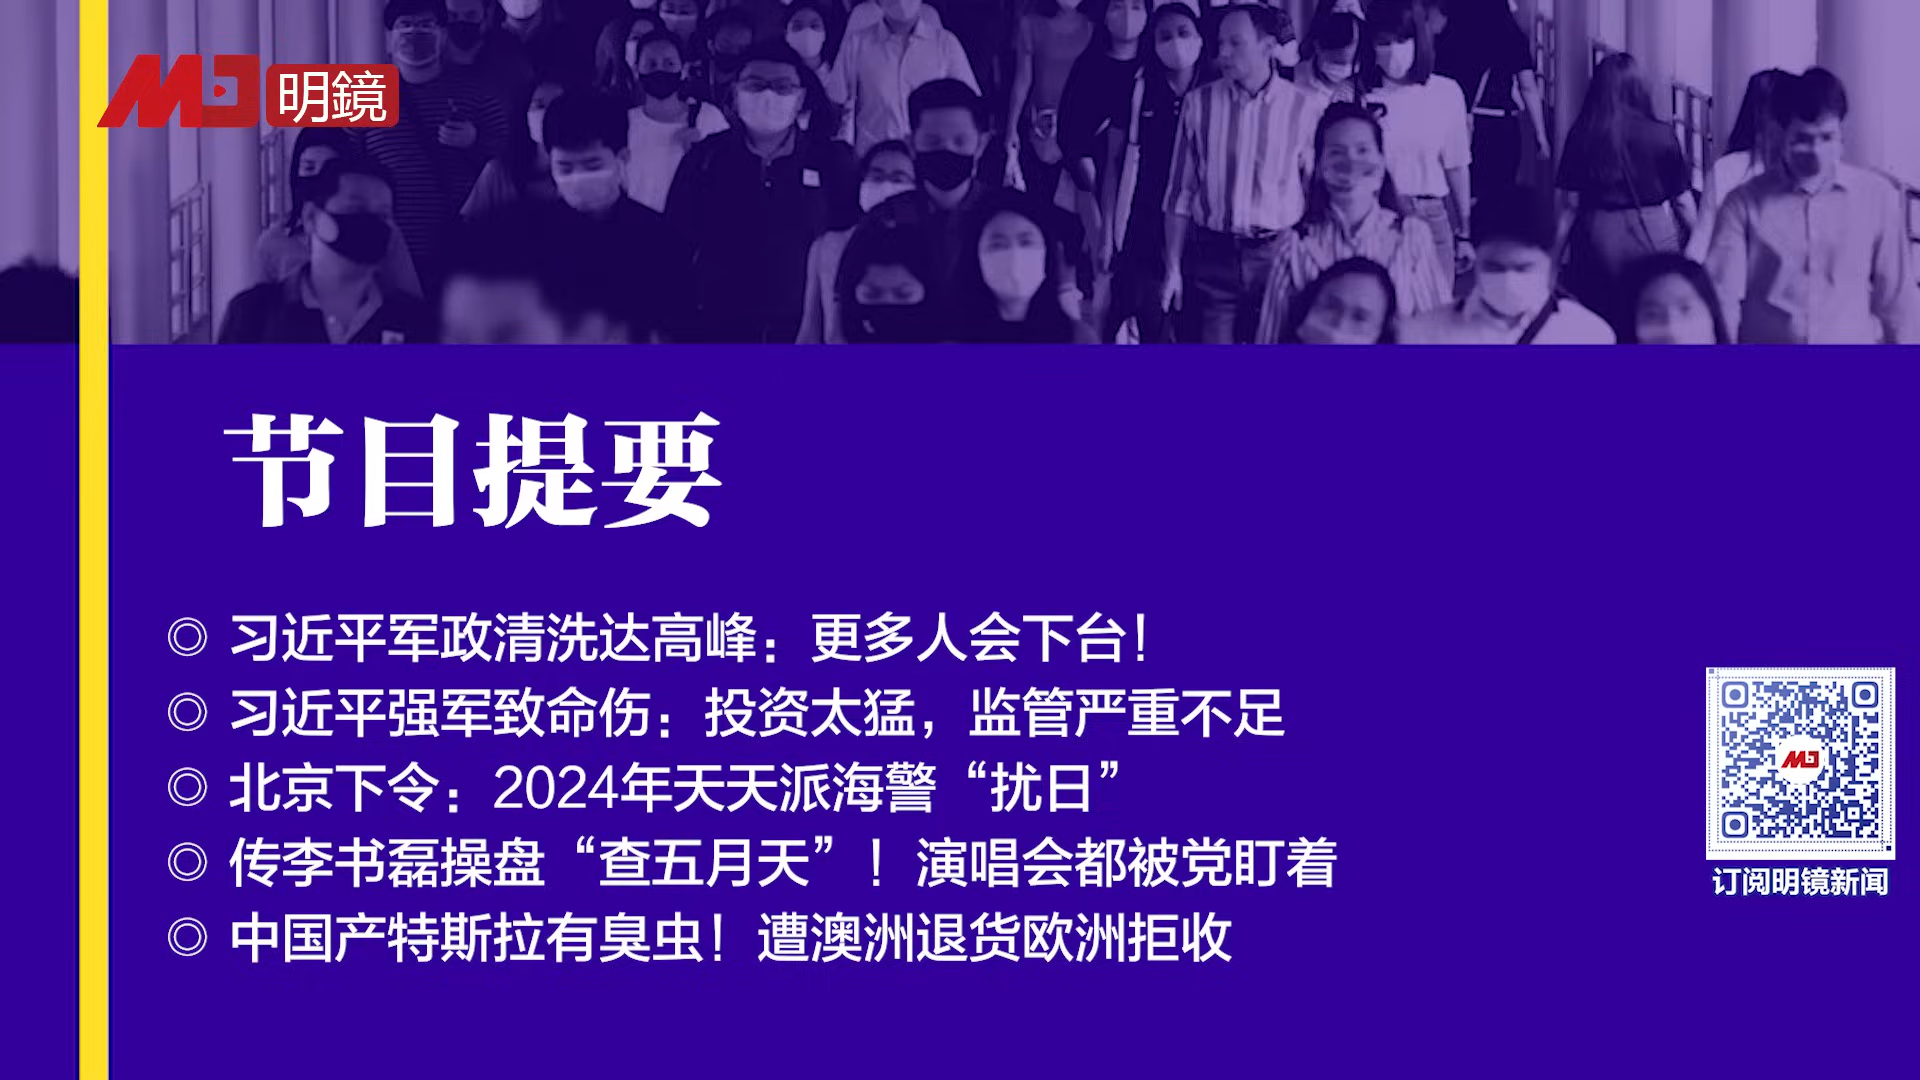 明鏡
节目提要
◎ 习近平军政清洗达高峰：更多人会下台！
◎ 习近平强军致命伤：投资太猛，监管严重不足
◎ 北京下令：2024年天天派海警“扰日”
◎ 传李书磊操盘“查五月天”！演唱会都被党盯着
◎ 中国产特斯拉有臭虫！遭澳洲退货欧洲拒收
订阅明镜新闻